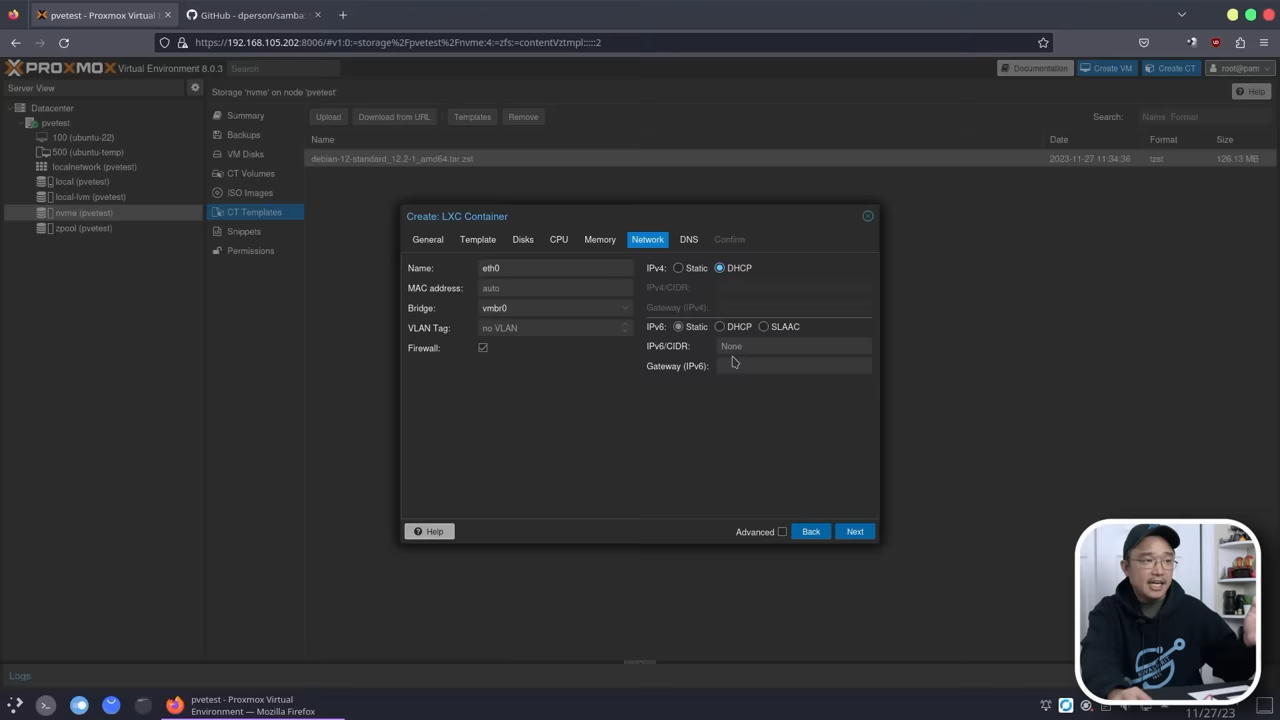 pvetest - Proxmox Virtual E
GitHub - dperson/samba:
https://192.168.105.202:8006/#v1:0:=storage%2Fpvetest%2Fnvme:4:=zfs:=contentVztmpl:::::2
PROXMOX Virtual Environment 8.0.3 Search
Documentation Create VM Create CT root@pam
Server View
Storage 'nvme' on node 'pvetest'
Help
Datacenter
pvetest
100 (ubuntu-22)
500 (ubuntu-temp)
localnetwork (pvetest)
local (pvetest)
local-lvm (pvetest)
nvme (pvetest)
zpool (pvetest)
Summary
Backups
VM Disks
CT Volumes
ISO Images
CT Templates
Snippets
Permissions
Upload Download from URL Templates Remove Search: Name, Format
Name Date Format Size
debian-12-standard_12.2-1_amd64.tar.zst 2023-11-27 11:34:36 tzst 126.13 MB
Create: LXC Container
General Template Disks CPU Memory Network DNS Confirm
Name: eth0
MAC address: auto
Bridge: vmbr0
VLAN Tag: no VLAN
Firewall:
IPv4: Static DHCP
IPv4/CIDR:
Gateway (IPv4):
IPv6: Static DHCP SLAAC
IPv6/CIDR: None
Gateway (IPv6):
Help Advanced Back Next
Logs
pvetest - Proxmox Virtual
Environment — Mozilla Firefox
11/27/23